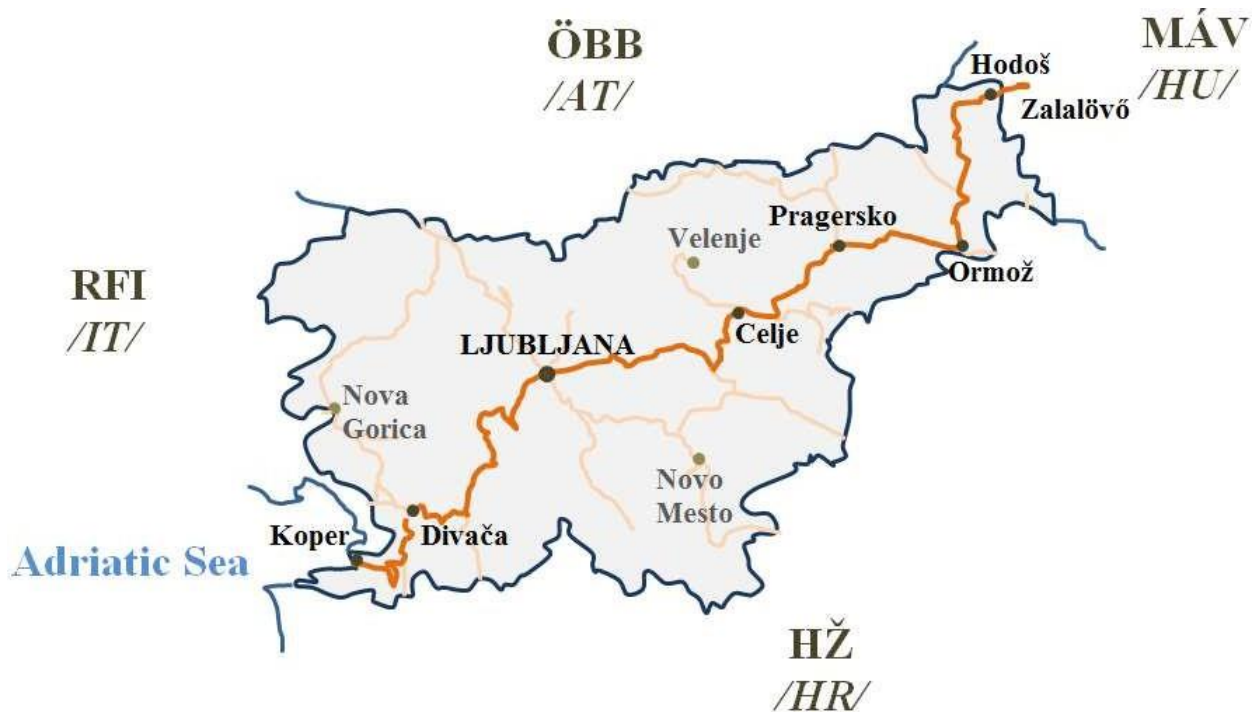 ÖBB
/AT/
MÁV
/HU/
Hodoš
Zalalövő
Pragersko
Velenje
Ormož
RFI
/IT/
Celje
LJUBLJANA
Nova
Gorica
Novo
Mesto
Koper
Divača
Adriatic Sea
HŽ
/HR/